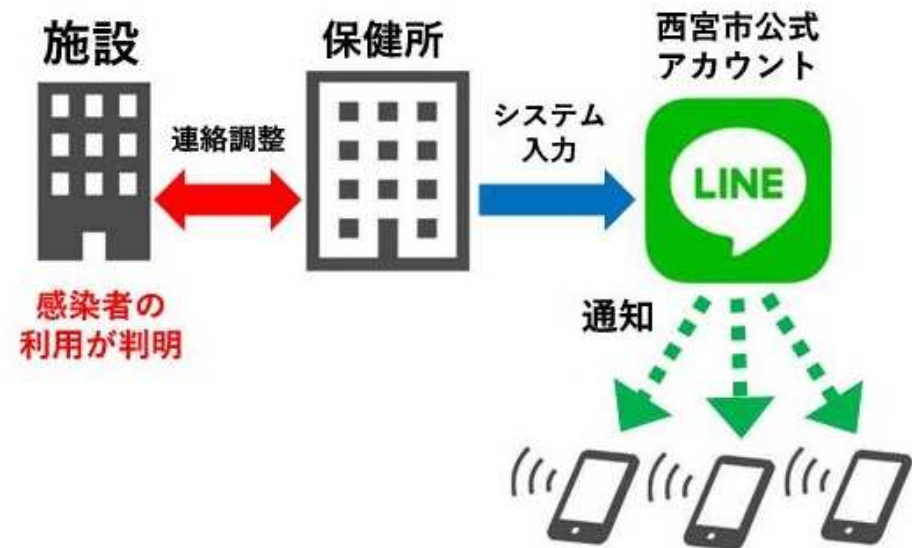 施設
保健所
西宮市公式
アカウント
連絡調整
システム
入力
LINE
感染者の
利用が判明
通知